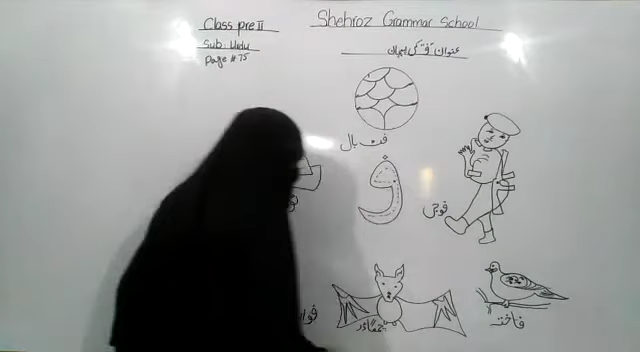 Class pre II
Shehroz Grammar School
Sub: Urdu
Page # 75
عنوان "ف" کی پہچان
فٹ بال
ف
فوجی
چمگادڑ
فاختہ